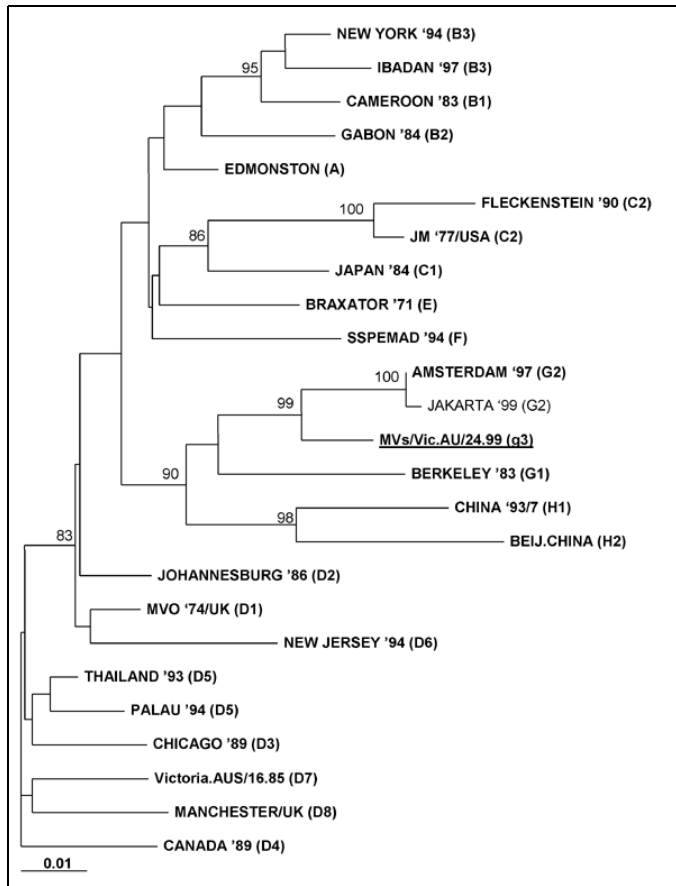 NEW YORK ‘94 (B3)
95
IBADAN ‘97 (B3)
CAMEROON ’83 (B1)
GABON ‘84 (B2)
EDMONSTON (A)
FLECKENSTEIN ’90 (C2)
100
JM ‘77/USA (C2)
86
JAPAN ’84 (C1)
BRAXATOR ’71 (E)
SSPEMAD ’94 (F)
AMSTERDAM ‘97 (G2)
100
JAKARTA ‘99 (G2)
99
MVs/Vic.AU/24.99 (g3)
90
BERKELEY ’83 (G1)
CHINA ‘93/7 (H1)
98
BEIJ.CHINA (H2)
83
JOHANNESBURG ’86 (D2)
MVO ‘74/UK (D1)
NEW JERSEY ’94 (D6)
THAILAND ’93 (D5)
PALAU ’94 (D5)
CHICAGO ’89 (D3)
Victoria.AUS/16.85 (D7)
MANCHESTER/UK (D8)
CANADA ’89 (D4)
0.01